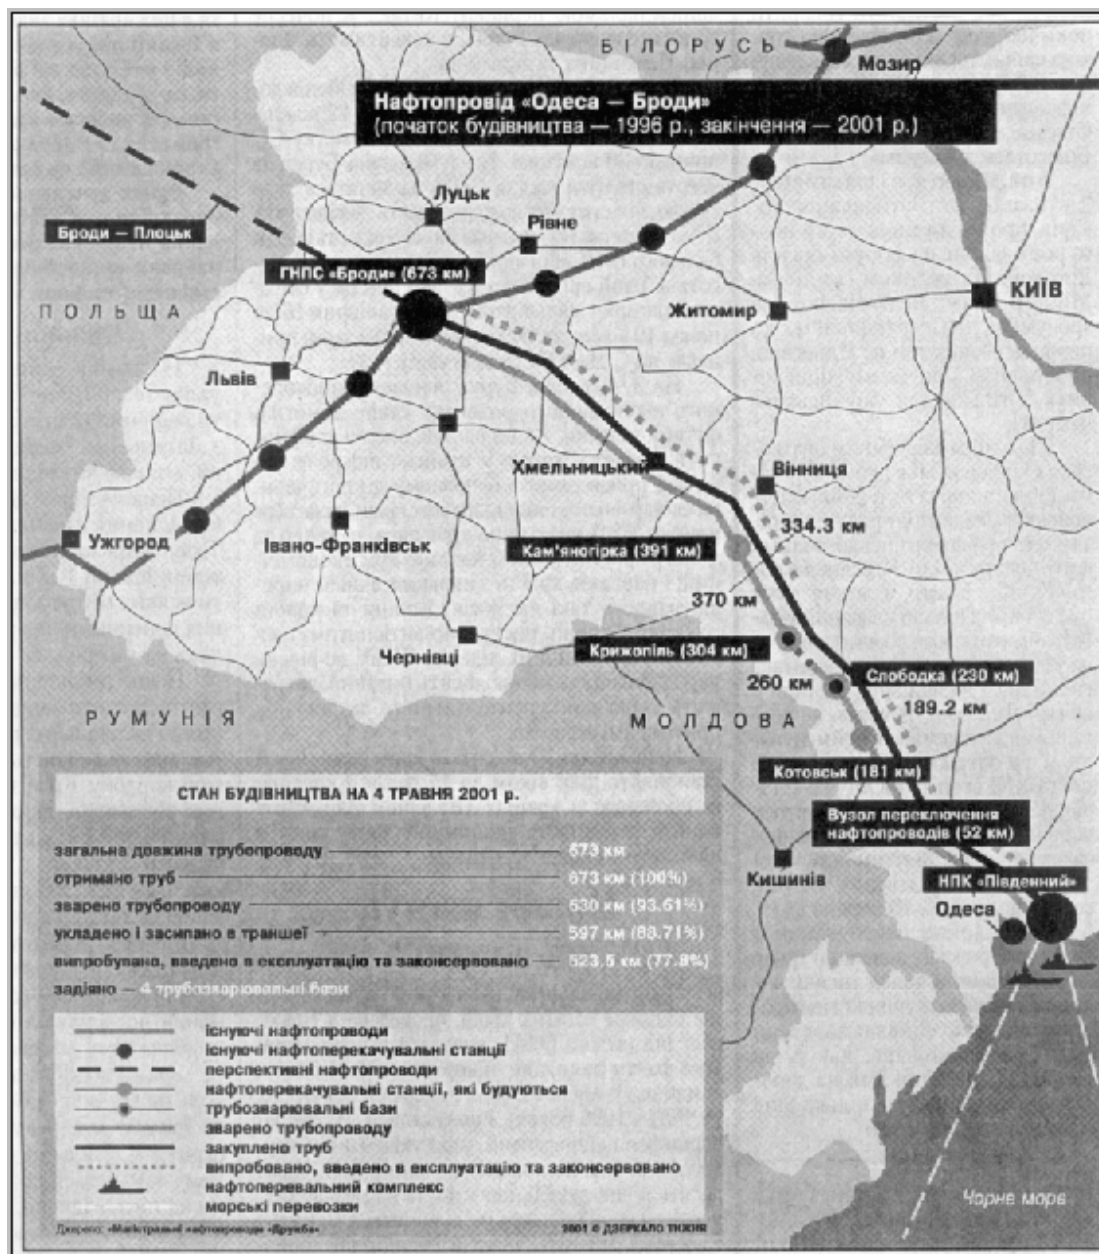 БІЛОРУСЬ
Мозир
Нафтопровід «Одеса — Броди»
(початок будівництва — 1996 р., закінчення — 2001 р.)
Луцьк
Рівне
Броди — Плоцьк
ГНПС «Броди» (673 км)
КИЇВ
ПОЛЬЩА
Житомир
Львів
Хмельницький
Вінниця
334.3 км
Ужгород
Івано-Франківськ
Кам'яногірка (391 км)
370 км
Чернівці
Крижопіль (304 км)
260 км
Слободка (230 км)
189.2 км
РУМУНІЯ
МОЛДОВА
Котовськ (181 км)
СТАН БУДІВНИЦТВА НА 4 ТРАВНЯ 2001 р.
Вузол переключення
нафтопроводів (52 км)
загальна довжина трубопроводу 673 км
Кишинів
НПК «Південний»
отримано труб 673 км (100%)
Одеса
зварено трубопроводу 630 км (93.61%)
укладено і засипано в траншеї 597 км (88.71%)
випробувано, введено в експлуатацію та законсервовано 523,5 км (77.8%)
задіяно — 4 трубозварювальні бази
існуючі нафтопроводи
існуючі нафтоперекачувальні станції
перспективні нафтопроводи
нафтоперекачувальні станції, які будуються
трубозварювальні бази
зварено трубопроводу
закуплено труб
випробовано, введено в експлуатацію та законсервовано
нафтоперевальний комплекс
морські перевозки
Чорне море
Джерело: «Магістральні нафтопроводи «Дружба» 2001 © ДЗЕРКАЛО ТИЖНЯ